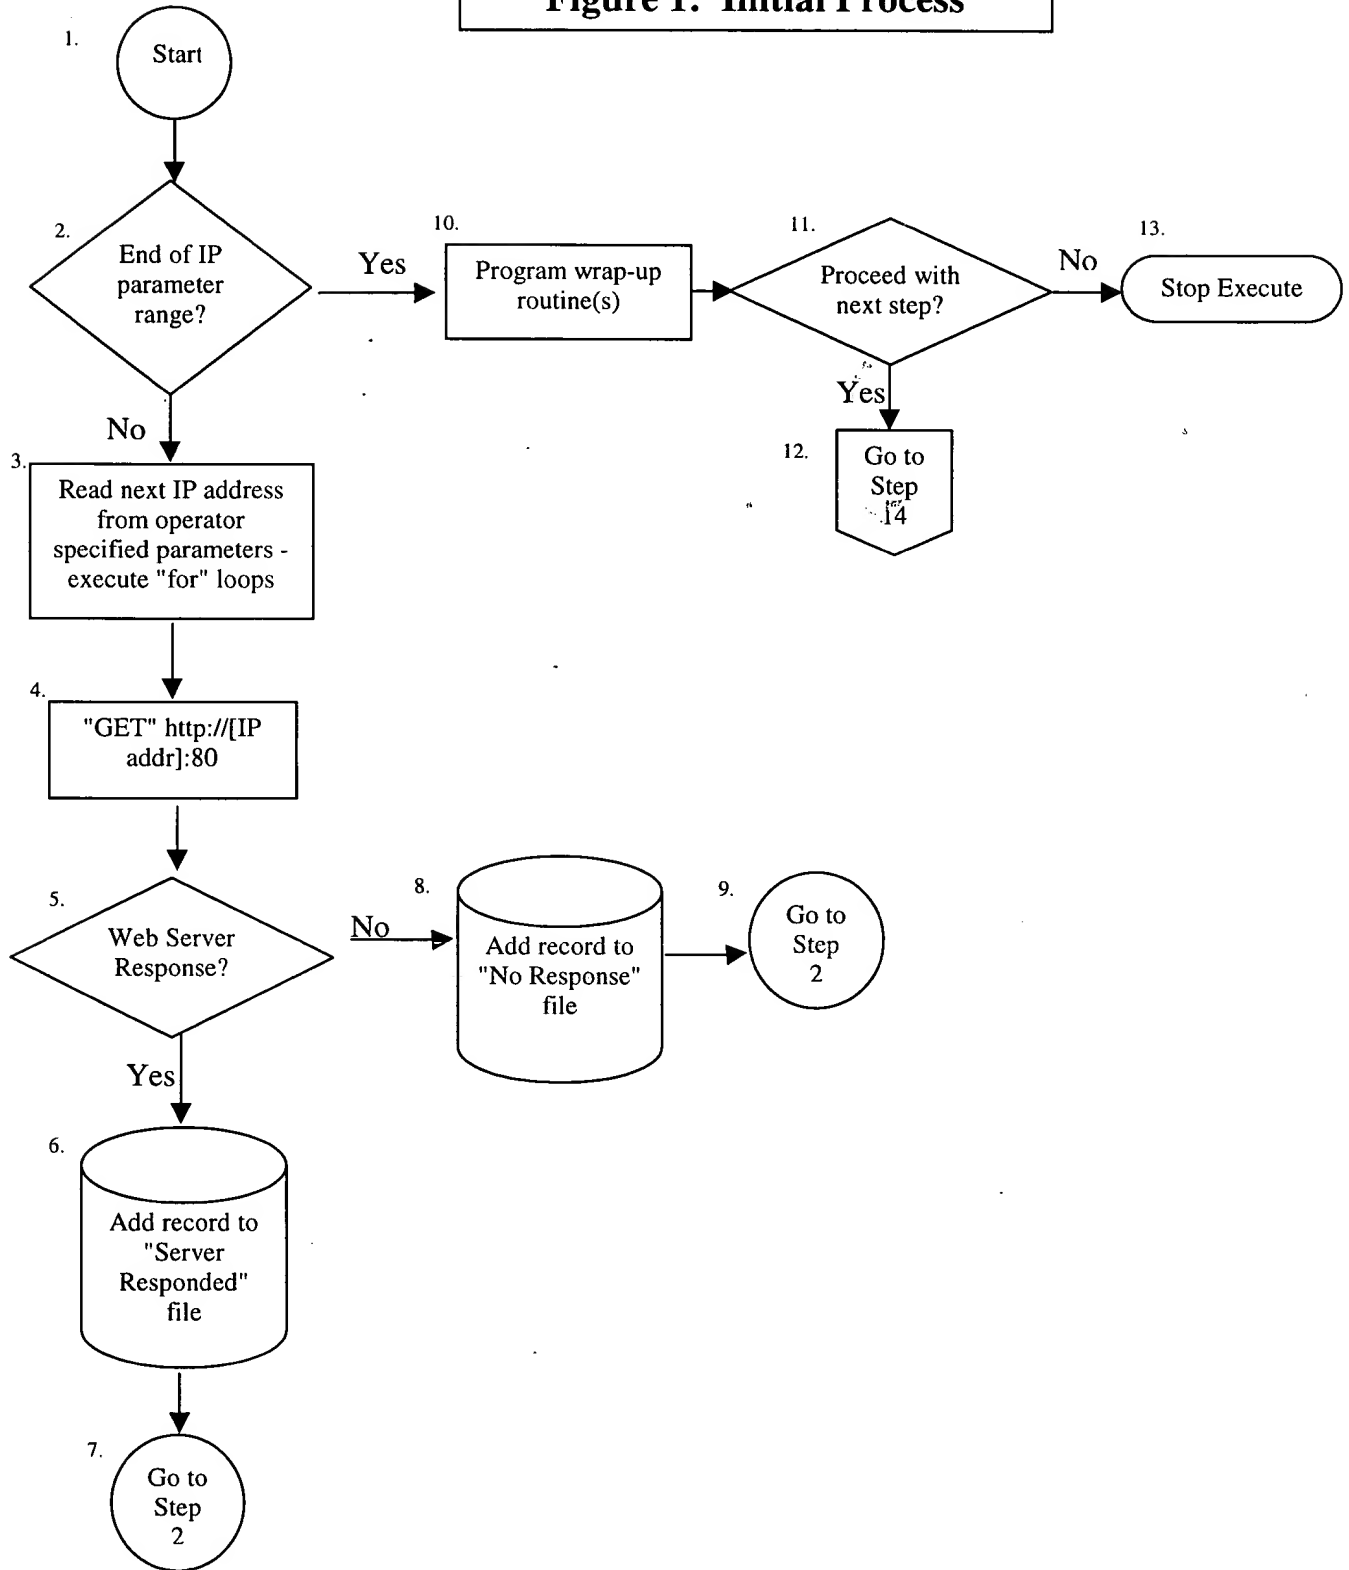 Figure 1: Initial Process
1.
Start
2.
End of IP
parameter
range?
Yes
10.
Program wrap-up
routine(s)
11.
Proceed with
next step?
No
13.
Stop Execute
Yes
12.
Go to
Step
14
No
3.
Read next IP address
from operator
specified parameters -
execute "for" loops
4.
"GET" http://[IP
addr]:80
5.
Web Server
Response?
No
8.
Add record to
"No Response"
file
9.
Go to
Step
2
Yes
6.
Add record to
"Server
Responded"
file
7.
Go to
Step
2